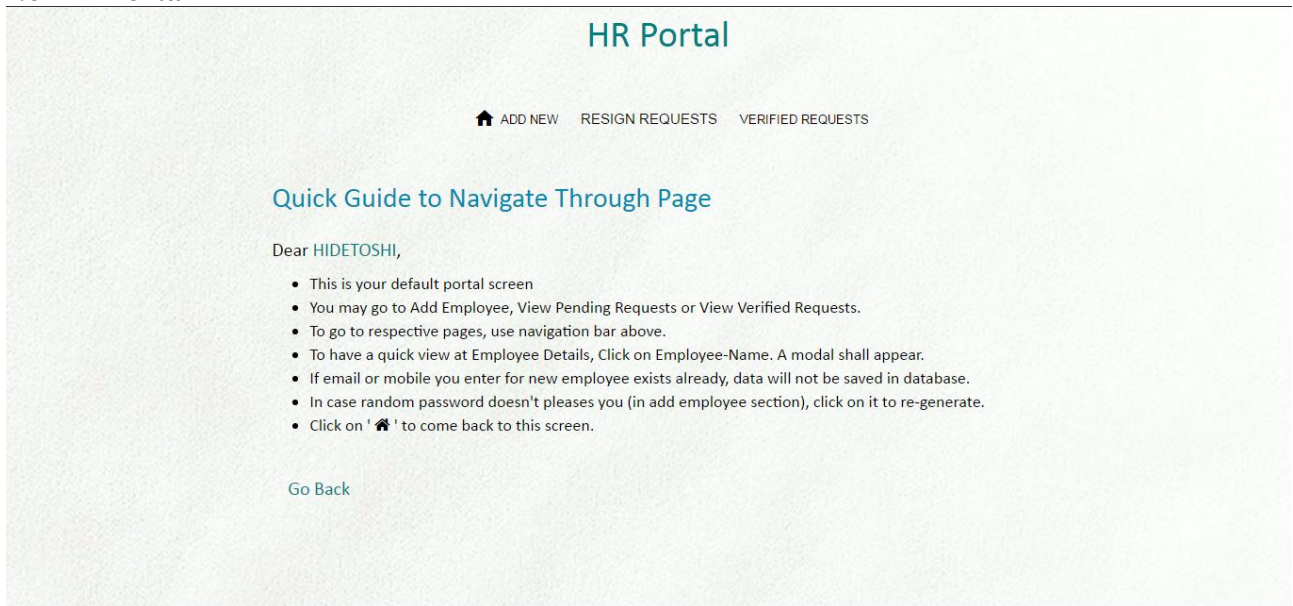 HR Portal
ADD NEW RESIGN REQUESTS VERIFIED REQUESTS
Quick Guide to Navigate Through Page
Dear HIDETOSHI,
This is your default portal screen
You may go to Add Employee, View Pending Requests or View Verified Requests.
To go to respective pages, use navigation bar above.
To have a quick view at Employee Details, Click on Employee-Name. A modal shall appear.
If email or mobile you enter for new employee exists already, data will not be saved in database.
In case random password doesn't pleases you (in add employee section), click on it to re-generate.
Click on ' ' to come back to this screen.
Go Back